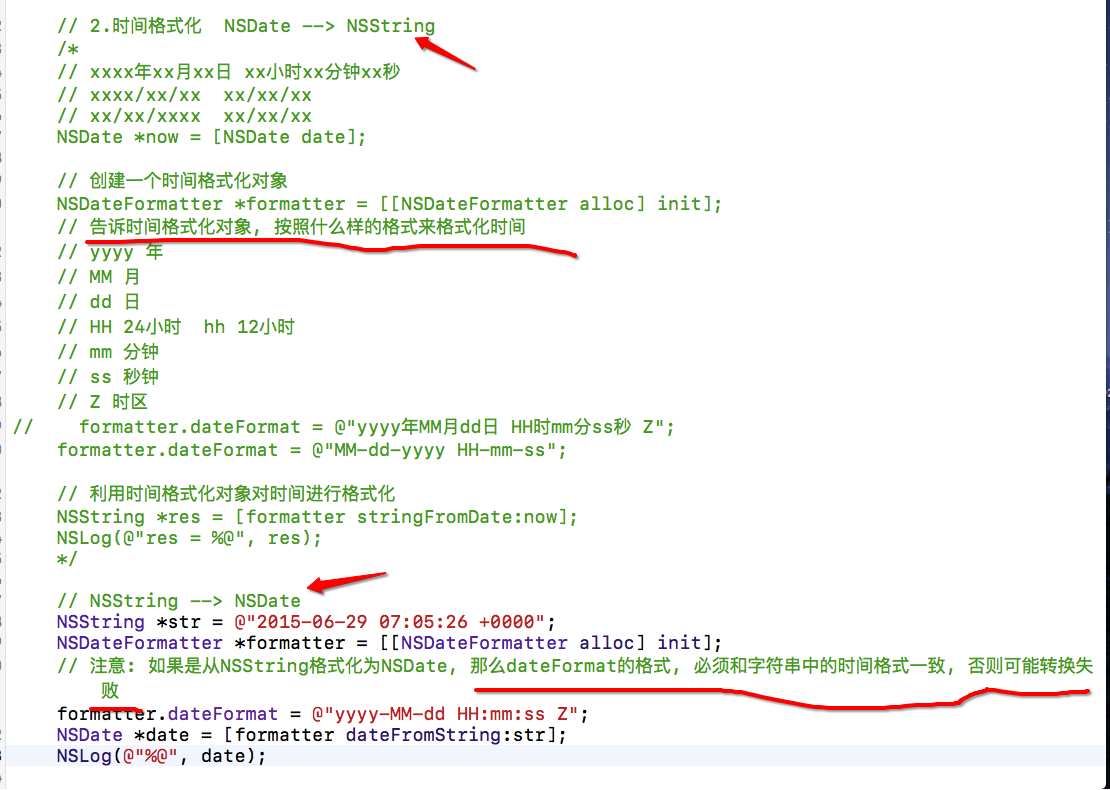 // 2.时间格式化  NSDate --> NSString
/*
// xxxx年xx月xx日 xx小时xx分钟xx秒
// xxxx/xx/xx  xx/xx/xx
// xx/xx/xxxx  xx/xx/xx
NSDate *now = [NSDate date];
// 创建一个时间格式化对象
NSDateFormatter *formatter = [[NSDateFormatter alloc] init];
// 告诉时间格式化对象, 按照什么样的格式来格式化时间
// yyyy 年
// MM 月
// dd 日
// HH 24小时  hh 12小时
// mm 分钟
// ss 秒钟
// Z 时区
//    formatter.dateFormat = @"yyyy年MM月dd日 HH时mm分ss秒 Z";
formatter.dateFormat = @"MM-dd-yyyy HH-mm-ss";
// 利用时间格式化对象对时间进行格式化
NSString *res = [formatter stringFromDate:now];
NSLog(@"res = %@", res);
*/
// NSString --> NSDate
NSString *str = @"2015-06-29 07:05:26 +0000";
NSDateFormatter *formatter = [[NSDateFormatter alloc] init];
// 注意: 如果是从NSString格式化为NSDate, 那么dateFormat的格式, 必须和字符串中的时间格式一致, 否则可能转换失
败
formatter.dateFormat = @"yyyy-MM-dd HH:mm:ss Z";
NSDate *date = [formatter dateFromString:str];
NSLog(@"%@", date);